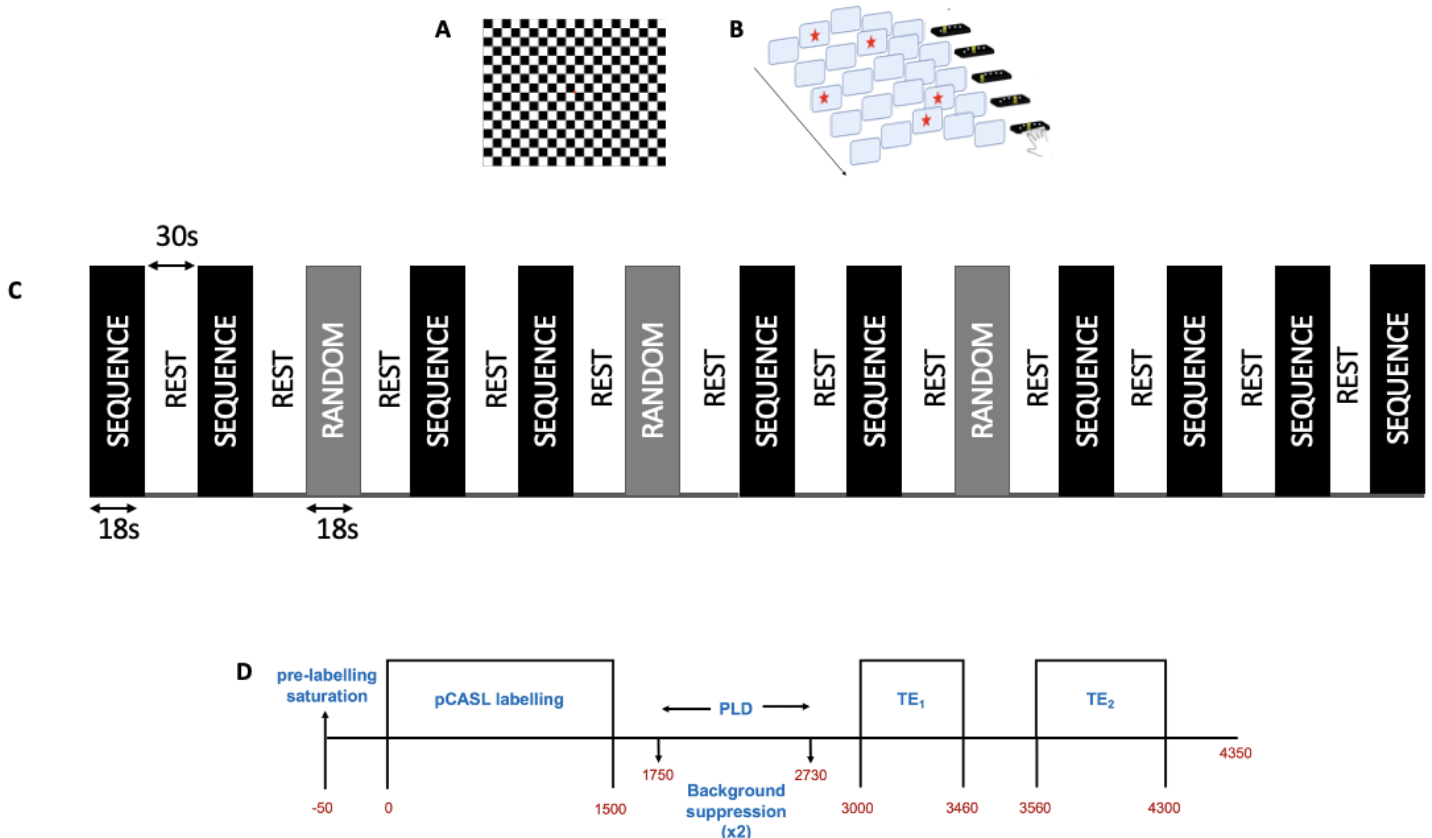 A
B
30s
C
SEQUENCE
REST
SEQUENCE
REST
RANDOM
REST
SEQUENCE
REST
SEQUENCE
REST
RANDOM
REST
SEQUENCE
REST
SEQUENCE
REST
RANDOM
REST
SEQUENCE
REST
SEQUENCE
REST
SEQUENCE
REST
SEQUENCE
18s
18s
D
pre-labelling
saturation
pCASL labelling
PLD
TE₁
TE₂
4350
1750
2730
-50
0
1500
Background
suppression
(x2)
3000
3460
3560
4300